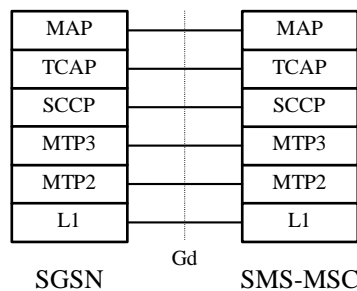 MAP MAP
TCAP TCAP
SCCP SCCP
MTP3 MTP3
MTP2 MTP2
L1 L1
Gd
SGSN SMS-MSC